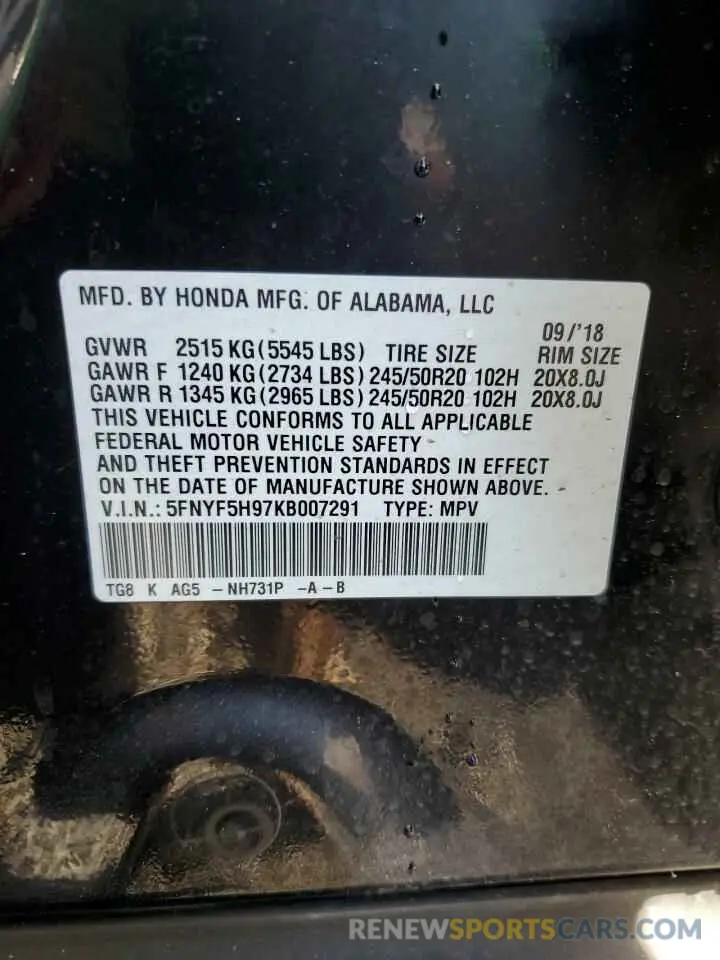 MFD. BY HONDA MFG. OF ALABAMA, LLC
09/'18
GVWR 2515 KG (5545 LBS) TIRE SIZE RIM SIZE
GAWR F 1240 KG (2734 LBS) 245/50R20 102H 20X8.0J
GAWR R 1345 KG (2965 LBS) 245/50R20 102H 20X8.0J
THIS VEHICLE CONFORMS TO ALL APPLICABLE
FEDERAL MOTOR VEHICLE SAFETY
AND THEFT PREVENTION STANDARDS IN EFFECT
ON THE DATE OF MANUFACTURE SHOWN ABOVE.
V.I.N.: 5FNYF5H97KB007291 TYPE: MPV
TG8 K AG5 – NH731P –A – B
RENEWSPORTSCARS.COM